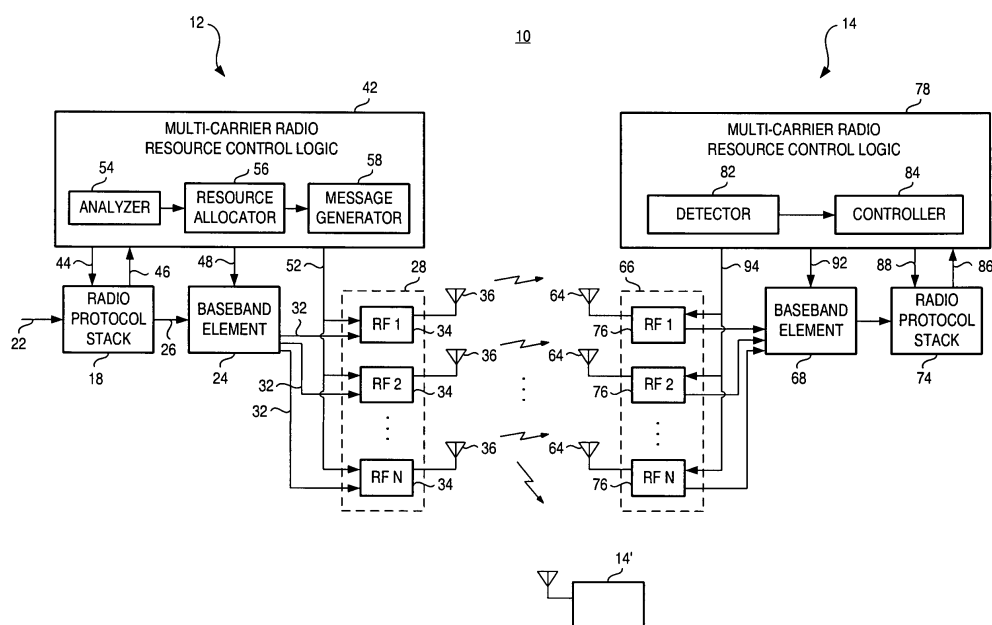 12
10
14
42
MULTI-CARRIER RADIO
RESOURCE CONTROL LOGIC
54
ANALYZER
56
RESOURCE
ALLOCATOR
58
MESSAGE
GENERATOR
78
MULTI-CARRIER RADIO
RESOURCE CONTROL LOGIC
82
DETECTOR
84
CONTROLLER
44
46
48
52
28
36
64
66
94
92
88
86
22
RADIO
PROTOCOL
STACK
18
26
BASEBAND
ELEMENT
24
32
32
32
RF 1
34
RF 2
34
36
RF N
34
36
RF 1
76
64
RF 2
76
64
RF N
76
BASEBAND
ELEMENT
68
RADIO
PROTOCOL
STACK
74
14'